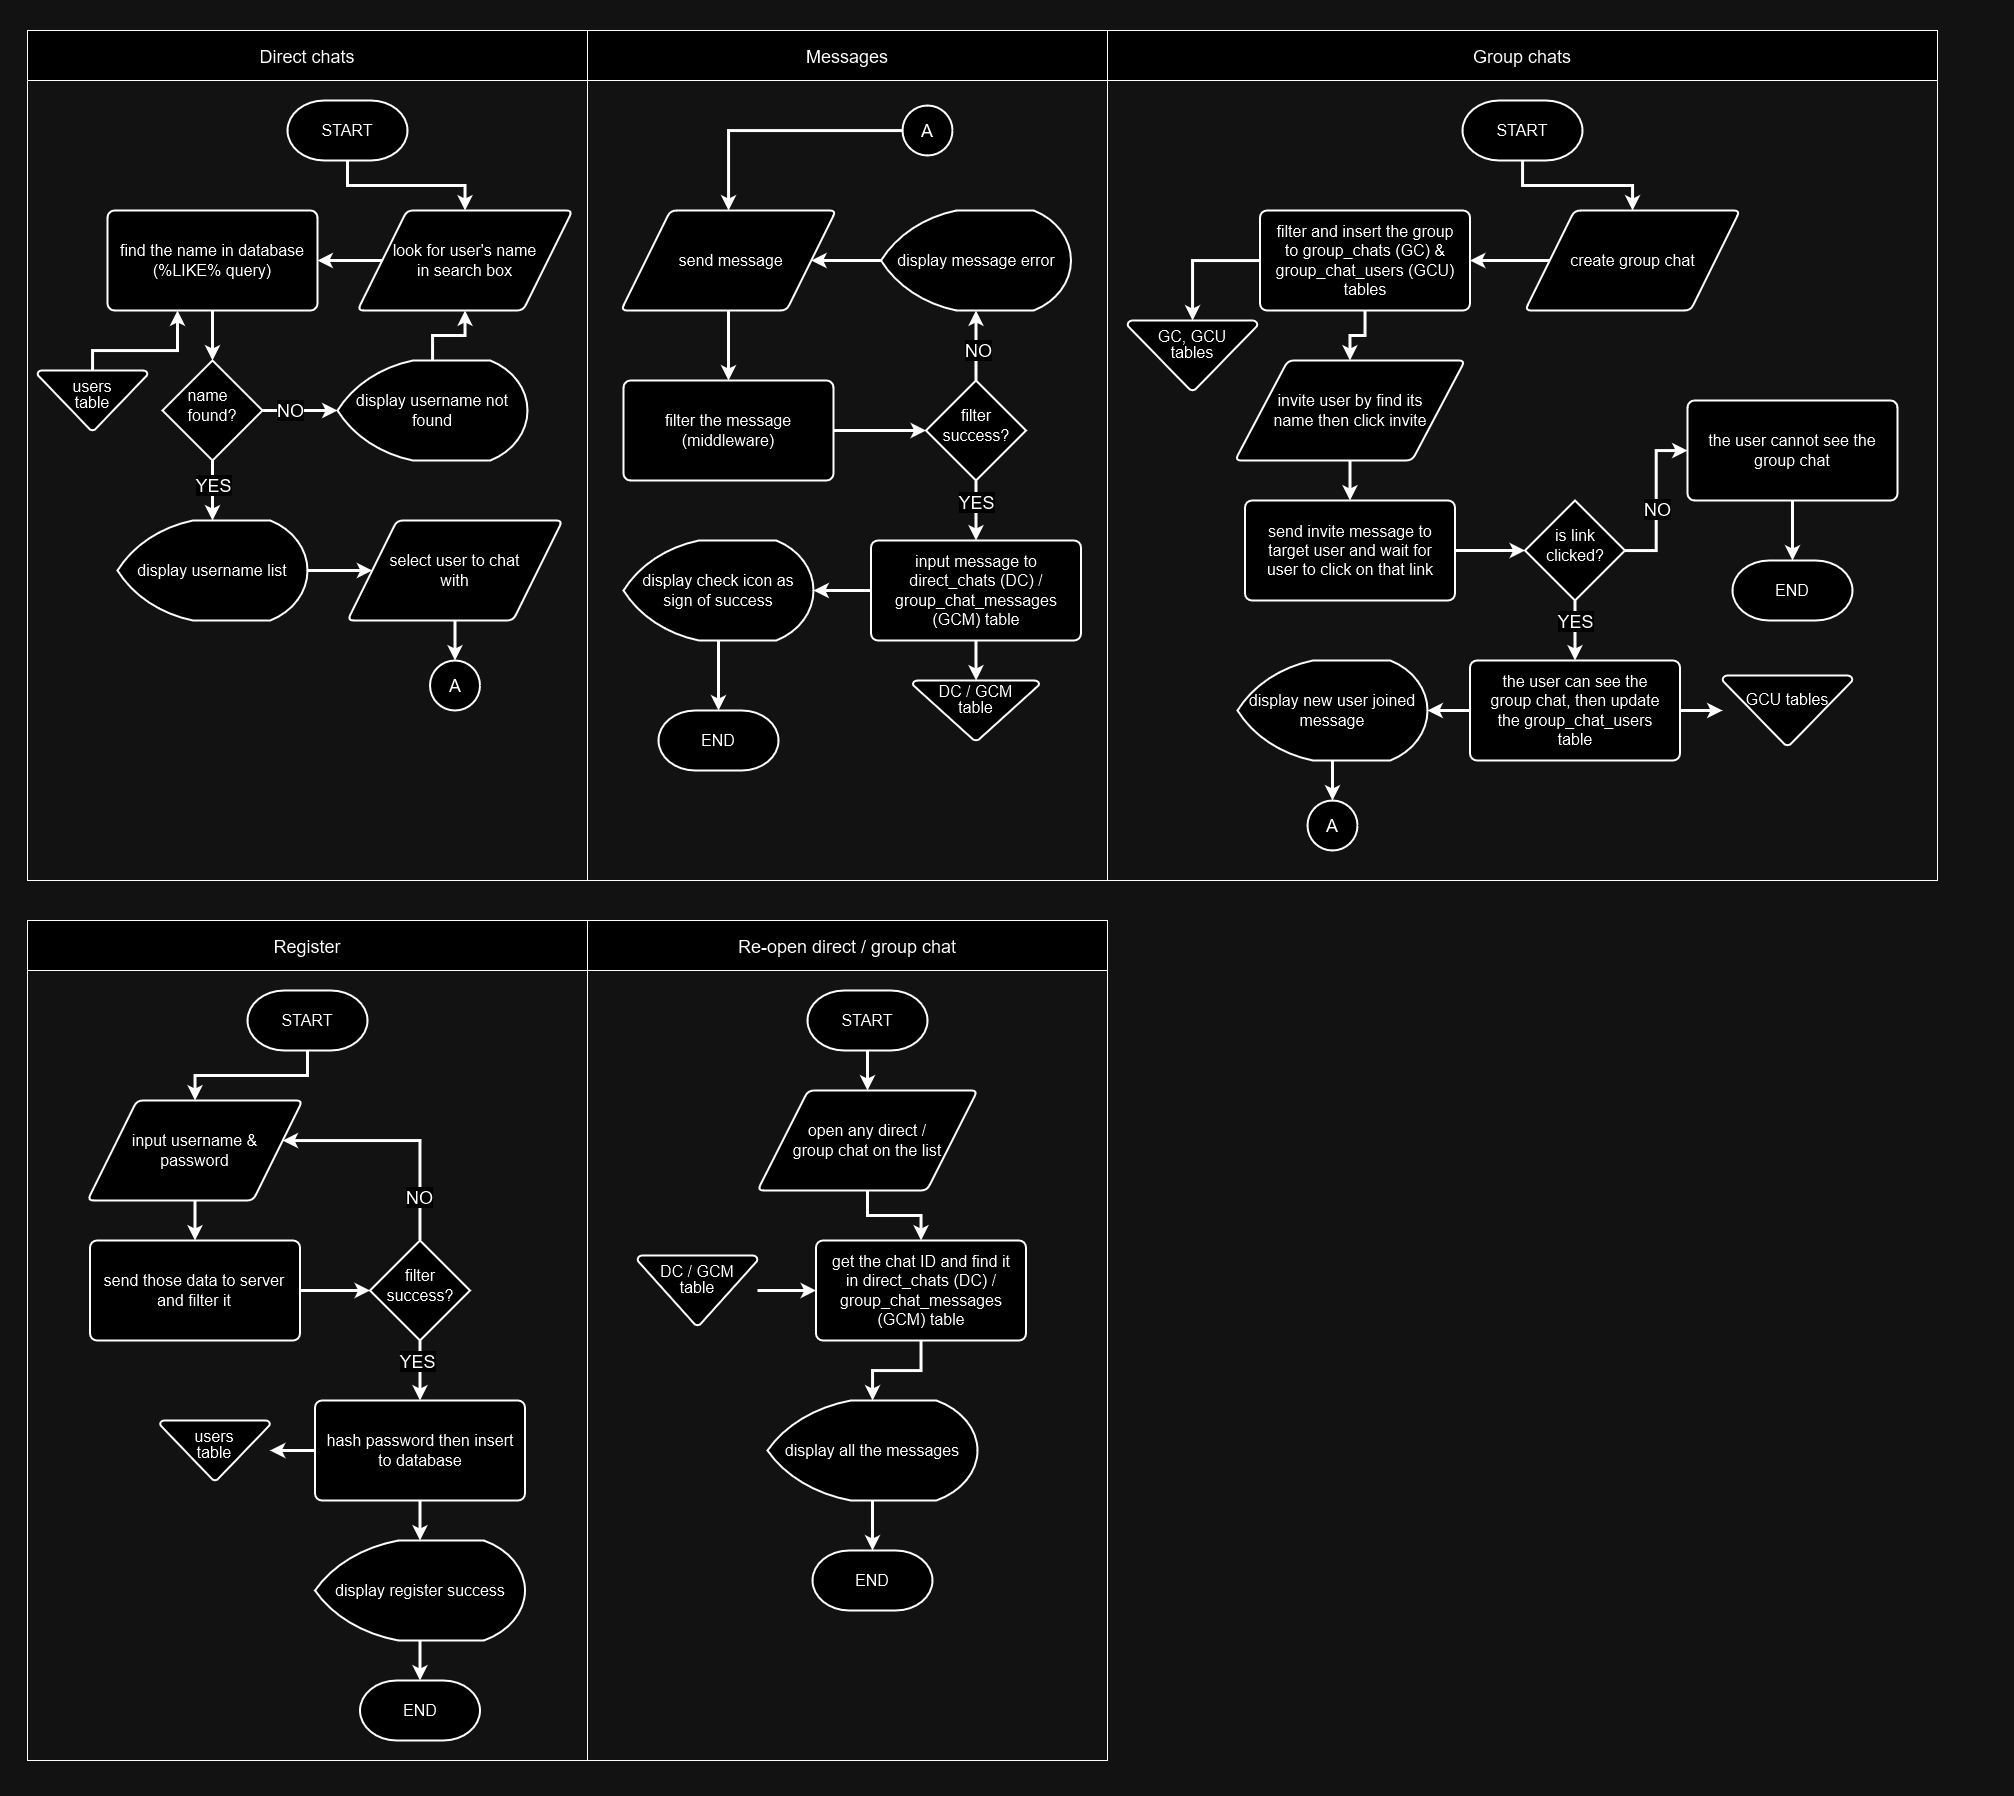 Direct chats
START
look for user's name
in search box
find the name in database
(%LIKE% query)
users
table
name
found?
NO
display username not
found
YES
display username list
select user to chat
with
A
Messages
A
send message
display message error
NO
filter the message
(middleware)
filter
success?
YES
input message to
direct_chats (DC) /
group_chat_messages
(GCM) table
display check icon as
sign of success
DC / GCM
table
END
Group chats
START
create group chat
filter and insert the group
to group_chats (GC) &
group_chat_users (GCU)
tables
GC, GCU
tables
invite user by find its
name then click invite
send invite message to
target user and wait for
user to click on that link
is link
clicked?
NO
the user cannot see the
group chat
END
YES
the user can see the
group chat, then update
the group_chat_users
table
GCU tables
display new user joined
message
A
Register
START
input username &
password
NO
send those data to server
and filter it
filter
success?
YES
hash password then insert
to database
users
table
display register success
END
Re-open direct / group chat
START
open any direct /
group chat on the list
DC / GCM
table
get the chat ID and find it
in direct_chats (DC) /
group_chat_messages
(GCM) table
display all the messages
END